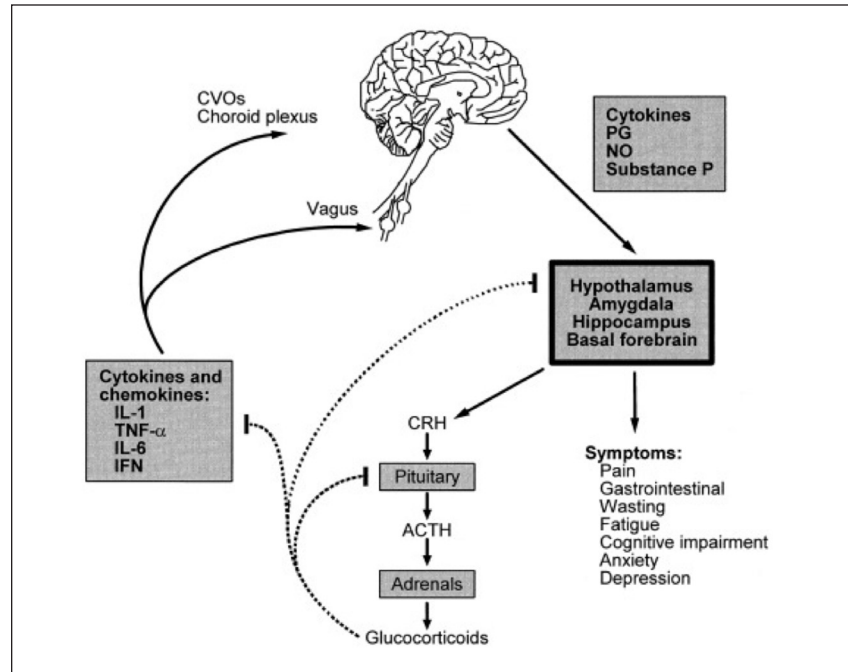 CVOs
Choroid plexus
Vagus
Cytokines
PG
NO
Substance P
Hypothalamus
Amygdala
Hippocampus
Basal forebrain
Cytokines and
chemokines:
IL-1
TNF-α
IL-6
IFN
CRH
Pituitary
ACTH
Adrenals
Glucocorticoids
Symptoms:
Pain
Gastrointestinal
Wasting
Fatigue
Cognitive impairment
Anxiety
Depression